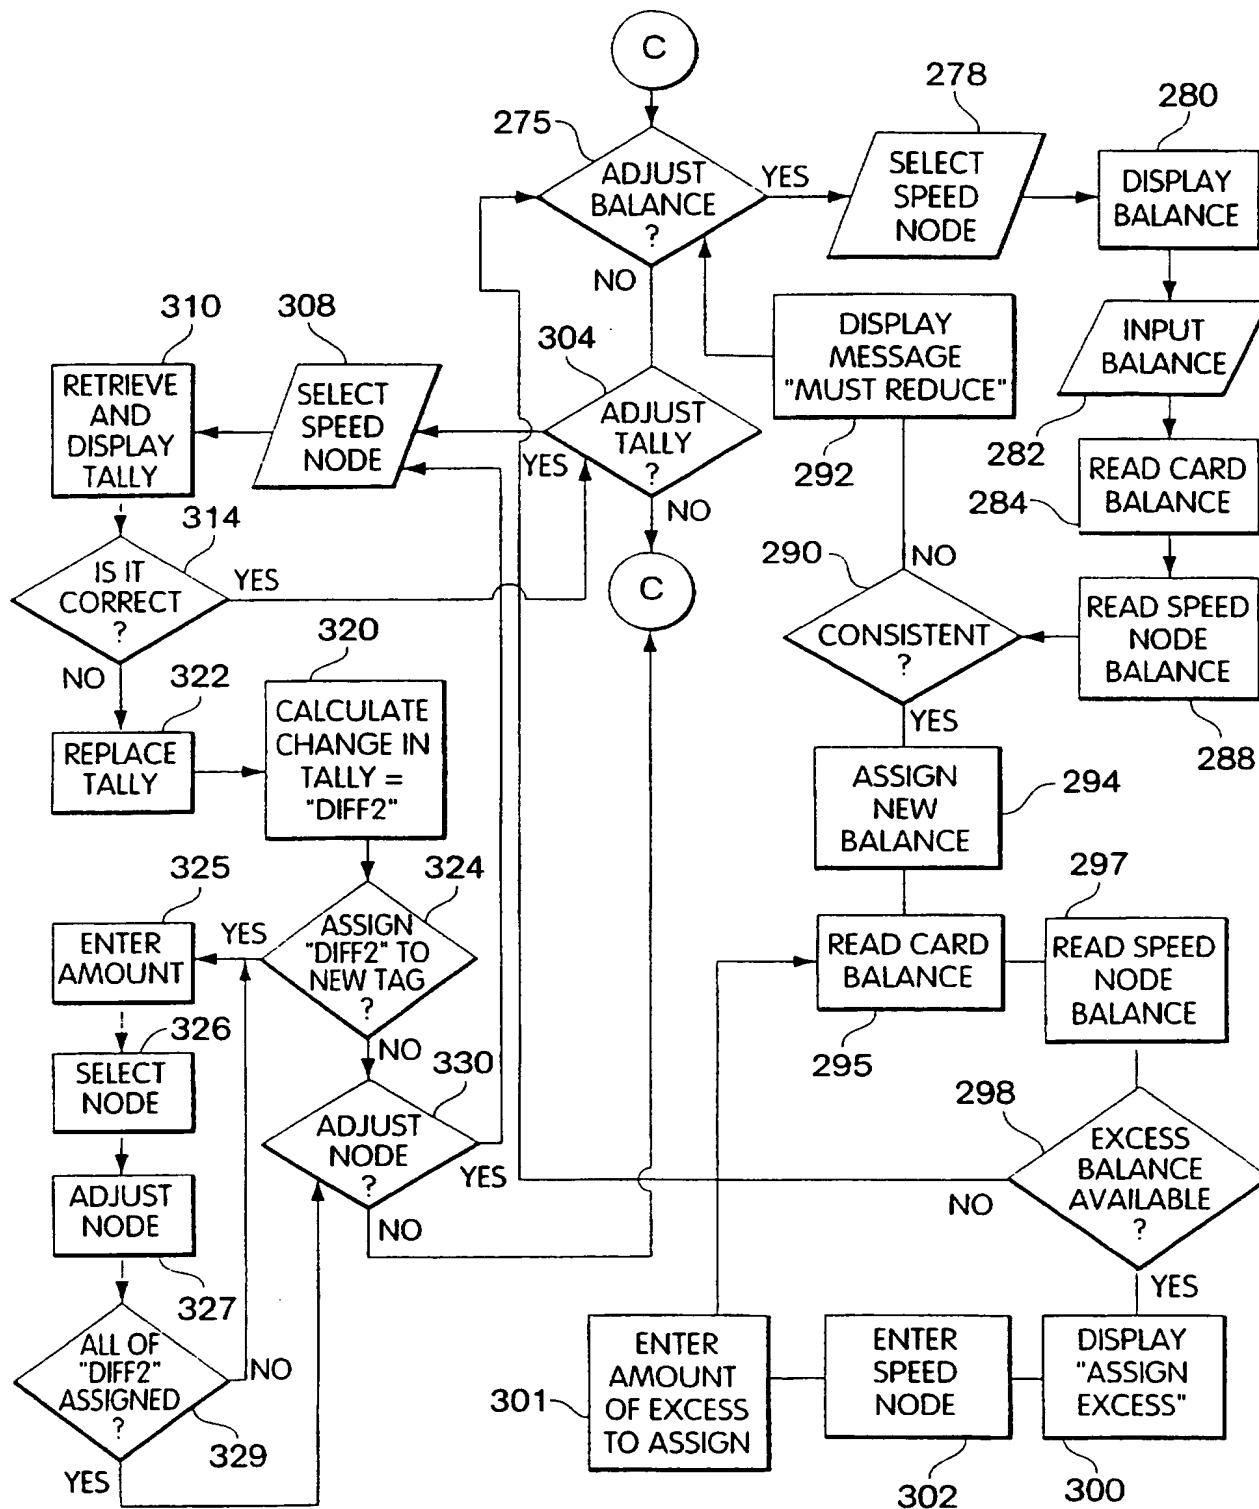 C
275
ADJUST
BALANCE
?
YES
NO
278
SELECT
SPEED
NODE
280
DISPLAY
BALANCE
INPUT
BALANCE
282
READ CARD
BALANCE
284
READ SPEED
NODE
BALANCE
288
290
CONSISTENT
?
NO
YES
DISPLAY
MESSAGE
"MUST REDUCE"
292
ASSIGN
NEW
BALANCE
294
READ CARD
BALANCE
295
297
READ SPEED
NODE
BALANCE
298
EXCESS
BALANCE
AVAILABLE
?
NO
YES
DISPLAY
"ASSIGN
EXCESS"
300
ENTER
SPEED
NODE
302
ENTER
AMOUNT
OF EXCESS
TO ASSIGN
301
304
ADJUST
TALLY
?
YES
NO
C
308
SELECT
SPEED
NODE
310
RETRIEVE
AND
DISPLAY
TALLY
314
IS IT
CORRECT
?
YES
NO
322
REPLACE
TALLY
320
CALCULATE
CHANGE IN
TALLY =
"DIFF2"
324
ASSIGN
"DIFF2" TO
NEW TAG
?
YES
NO
325
ENTER
AMOUNT
326
SELECT
NODE
ADJUST
NODE
327
ALL OF
"DIFF2"
ASSIGNED
?
NO
329
YES
330
ADJUST
NODE
?
YES
NO